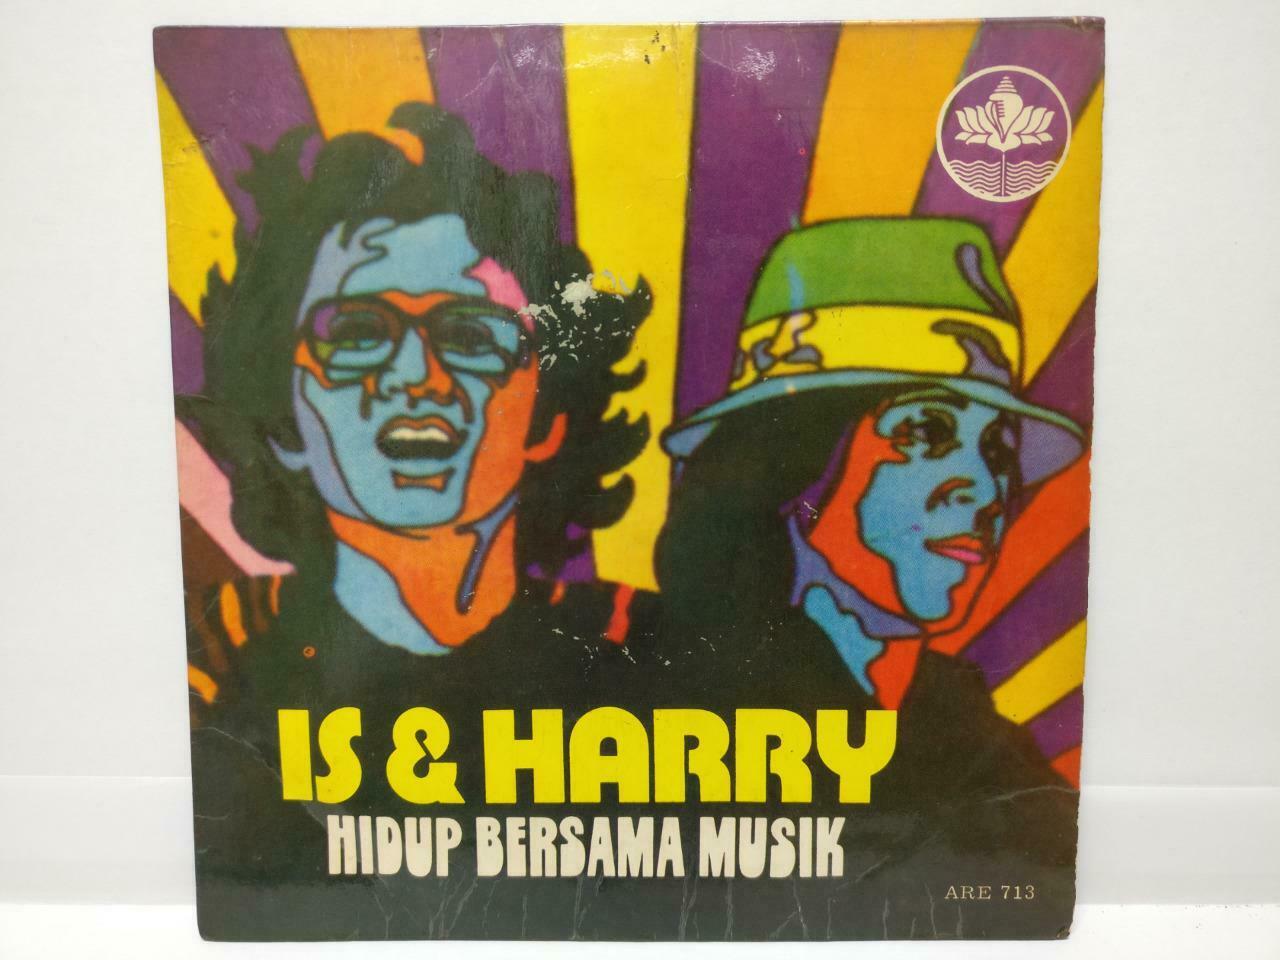 IS & HARRY
HIDUP BERSAMA MUSIK
ARE 713